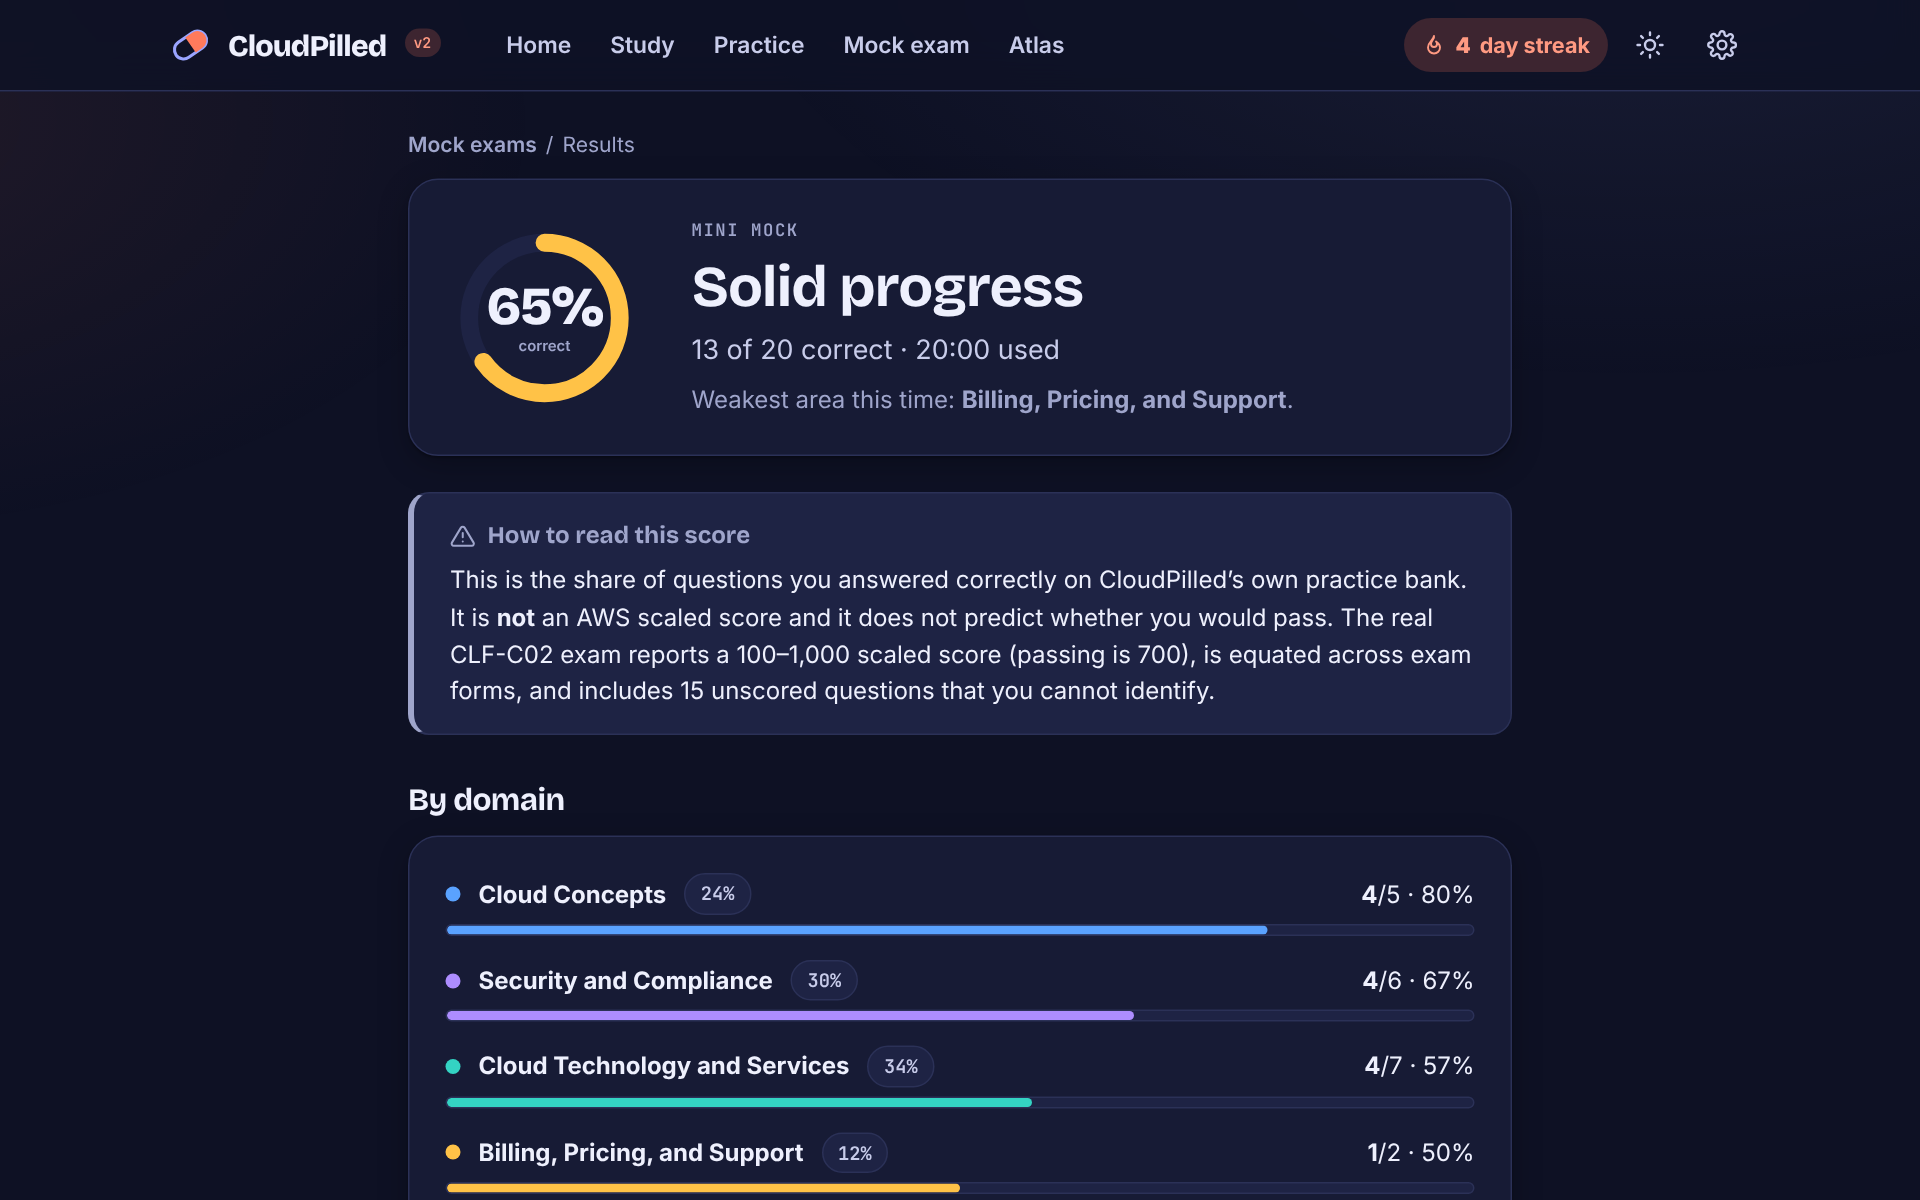 CloudPilled v2 Home Study Practice Mock exam Atlas 4 day streak
Mock exams / Results
65%
correct
MINI MOCK
Solid progress
13 of 20 correct · 20:00 used
Weakest area this time: Billing, Pricing, and Support.
How to read this score
This is the share of questions you answered correctly on CloudPilled’s own practice bank.
It is not an AWS scaled score and it does not predict whether you would pass. The real
CLF-C02 exam reports a 100–1,000 scaled score (passing is 700), is equated across exam
forms, and includes 15 unscored questions that you cannot identify.
By domain
Cloud Concepts 24% 4/5 · 80%
Security and Compliance 30% 4/6 · 67%
Cloud Technology and Services 34% 4/7 · 57%
Billing, Pricing, and Support 12% 1/2 · 50%